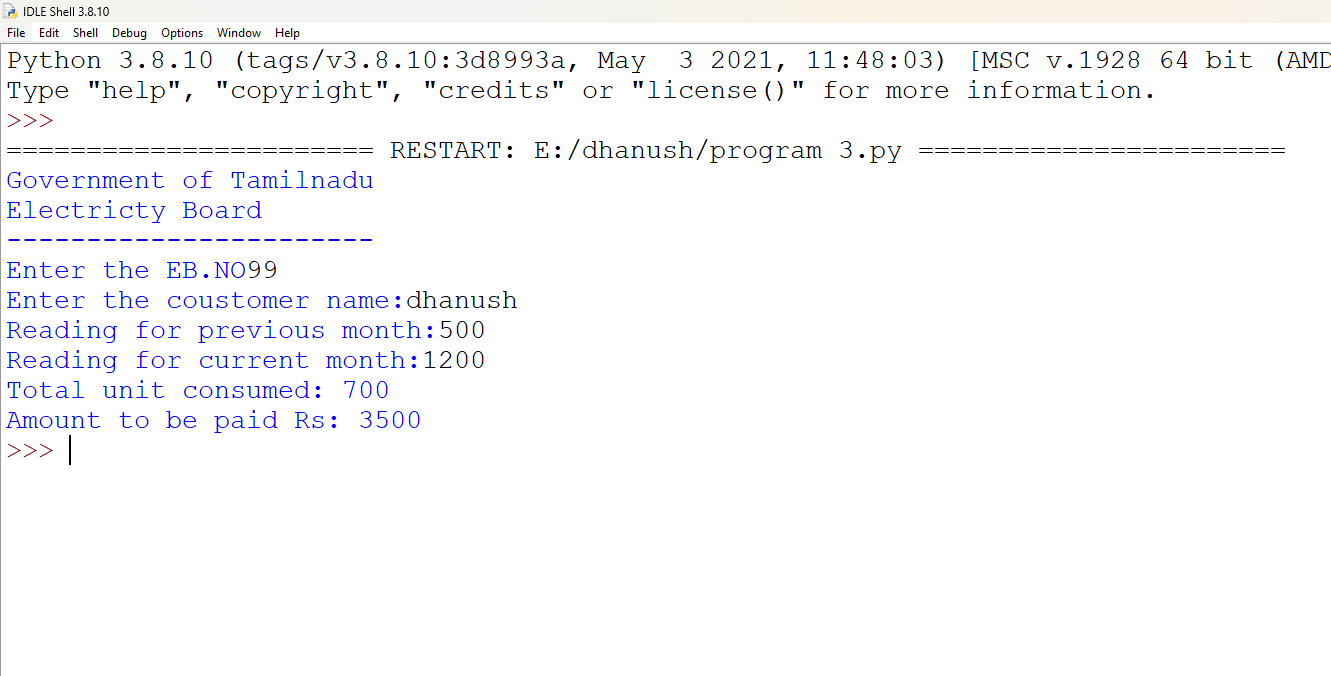 IDLE Shell 3.8.10
File Edit Shell Debug Options Window Help
Python 3.8.10 (tags/v3.8.10:3d8993a, May  3 2021, 11:48:03) [MSC v.1928 64 bit (AMD
Type "help", "copyright", "credits" or "license()" for more information.
>>>
======================= RESTART: E:/dhanush/program 3.py =======================
Government of Tamilnadu
Electricty Board
-----------------------
Enter the EB.NO99
Enter the coustomer name:dhanush
Reading for previous month:500
Reading for current month:1200
Total unit consumed: 700
Amount to be paid Rs: 3500
>>>